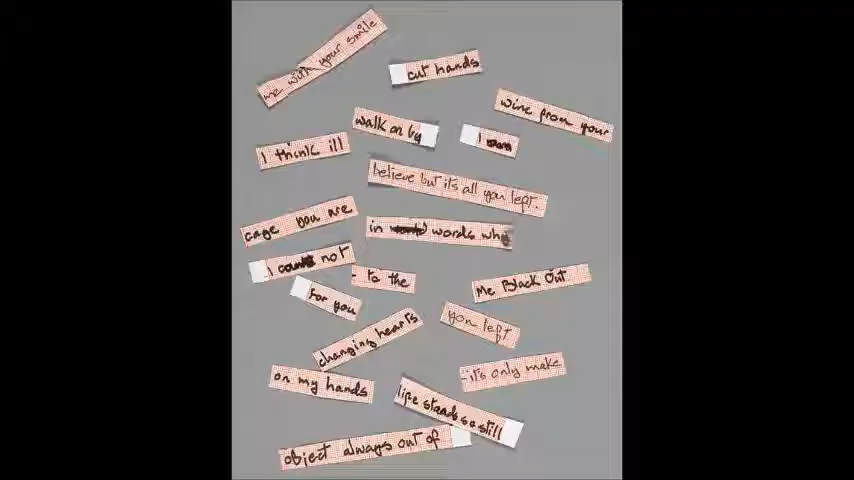 me with your smile
cut hands
wine from your
walk on by
I
I think ill
believe but its all you left.
cage you are
in words who
I not
- to the
Me Black Out
For you
you left
changing hearts
- it's only make
on my hands
life stands so still
object always out of